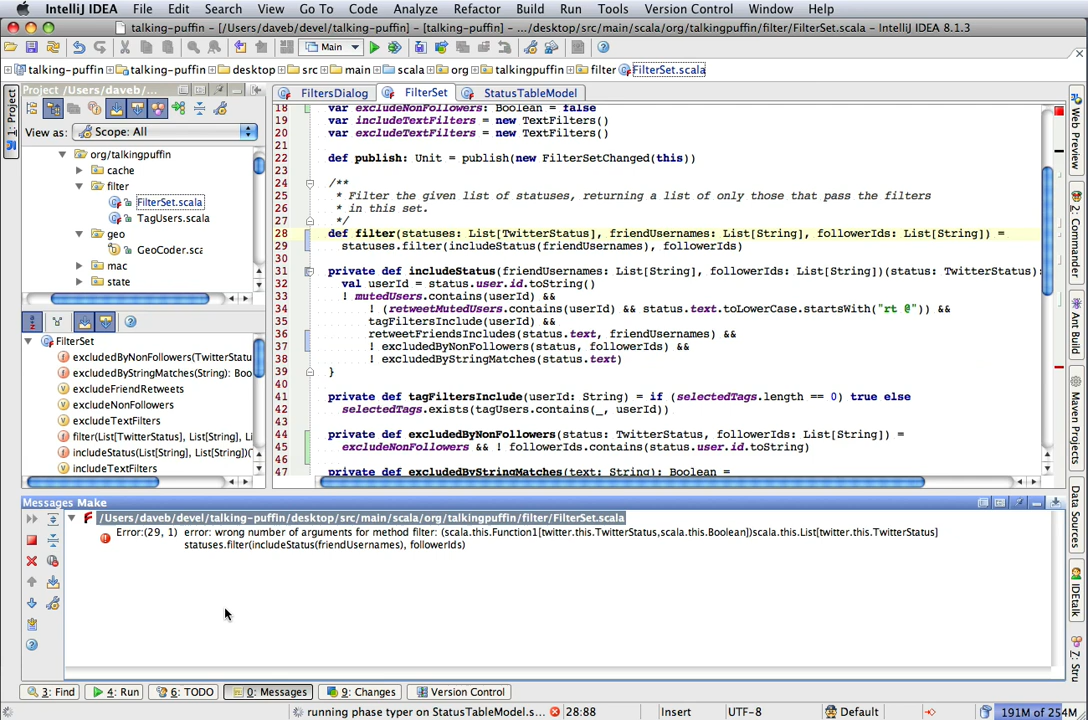 IntelliJ IDEA File Edit Search View Go To Code Analyze Refactor Build Run Tools Version Control Window Help
talking-puffin - [/Users/daveb/devel/talking-puffin] - [talking-puffin] - .../desktop/src/main/scala/org/talkingpuffin/filter/FilterSet.scala - IntelliJ IDEA 8.1.3
Main
talking-puffin talking-puffin desktop src main scala org talkingpuffin filter FilterSet.scala
Project /Users/daveb/...
FiltersDialog FilterSet StatusTableModel
View as: Scope: All
org/talkingpuffin
cache
filter
FilterSet.scala
TagUsers.scala
geo
GeoCoder.sca
mac
state
FilterSet
excludedByNonFollowers(TwitterStatu
excludedByStringMatches(String): Boo
excludeFriendRetweets
excludeNonFollowers
excludeTextFilters
filter(List[TwitterStatus], List[String], Li
includeStatus(List[String], List[String])(
includeTextFilters
18 var excludeNonFollowers: Boolean = false
19 var includeTextFilters = new TextFilters()
20 var excludeTextFilters = new TextFilters()
21
22 def publish: Unit = publish(new FilterSetChanged(this))
23
24 /**
25 * Filter the given list of statuses, returning a list of only those that pass the filters
26 * in this set.
27 */
28 def filter(statuses: List[TwitterStatus], friendUsernames: List[String], followerIds: List[String]) =
29 statuses.filter(includeStatus(friendUsernames), followerIds)
30
31 private def includeStatus(friendUsernames: List[String], followerIds: List[String])(status: TwitterStatus):
32 val userId = status.user.id.toString()
33 ! mutedUsers.contains(userId) &&
34 ! (retweetMutedUsers.contains(userId) && status.text.toLowerCase.startsWith("rt @")) &&
35 tagFiltersInclude(userId) &&
36 retweetFriendsIncludes(status.text, friendUsernames) &&
37 ! excludedByNonFollowers(status, followerIds) &&
38 ! excludedByStringMatches(status.text)
39 }
40
41 private def tagFiltersInclude(userId: String) = if (selectedTags.length == 0) true else
42 selectedTags.exists(tagUsers.contains(_, userId))
43
44 private def excludedByNonFollowers(status: TwitterStatus, followerIds: List[String]) =
45 excludeNonFollowers && ! followerIds.contains(status.user.id.toString)
46
47 private def excludedByStringMatches(text: String): Boolean =
1: Project
Web Preview
2: Commander
Ant Build
Maven Projects
Data Sources
IDEtalk
Z: Stru
Messages Make
/Users/daveb/devel/talking-puffin/desktop/src/main/scala/org/talkingpuffin/filter/FilterSet.scala
Error:(29, 1) error: wrong number of arguments for method filter: (scala.this.Function1[twitter.this.TwitterStatus,scala.this.Boolean])scala.this.List[twitter.this.TwitterStatus]
statuses.filter(includeStatus(friendUsernames), followerIds)
3: Find 4: Run 6: TODO 0: Messages 9: Changes Version Control
running phase typer on StatusTableModel.s... 28:88 Insert UTF-8 Default 191M of 254M